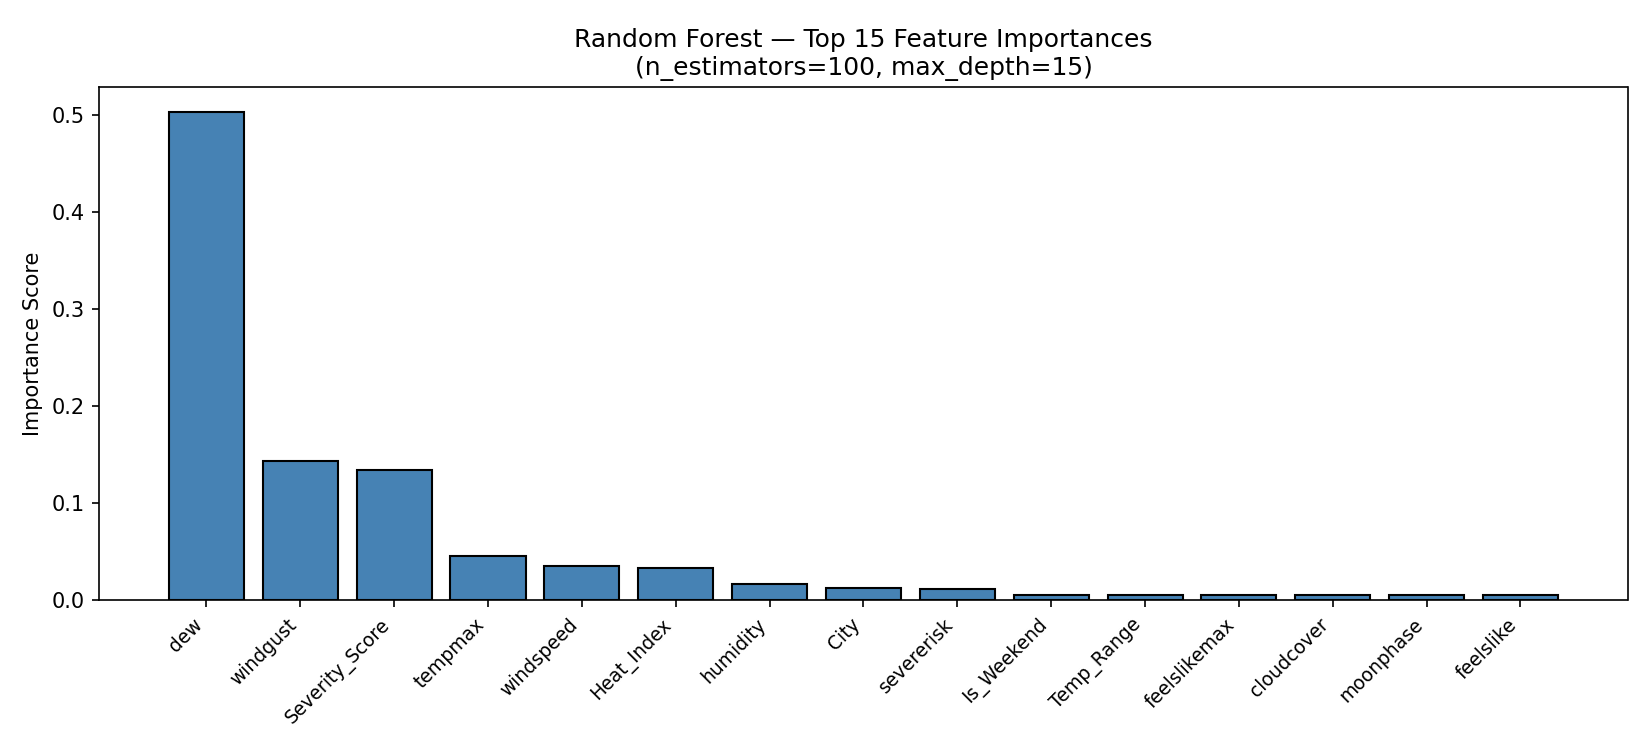 Random Forest — Top 15 Feature Importances
(n_estimators=100, max_depth=15)
Importance Score
0.5
0.4
0.3
0.2
0.1
0.0
dew
windgust
Severity_Score
tempmax
windspeed
Heat_Index
humidity
City
severerisk
Is_Weekend
Temp_Range
feelslikemax
cloudcover
moonphase
feelslike